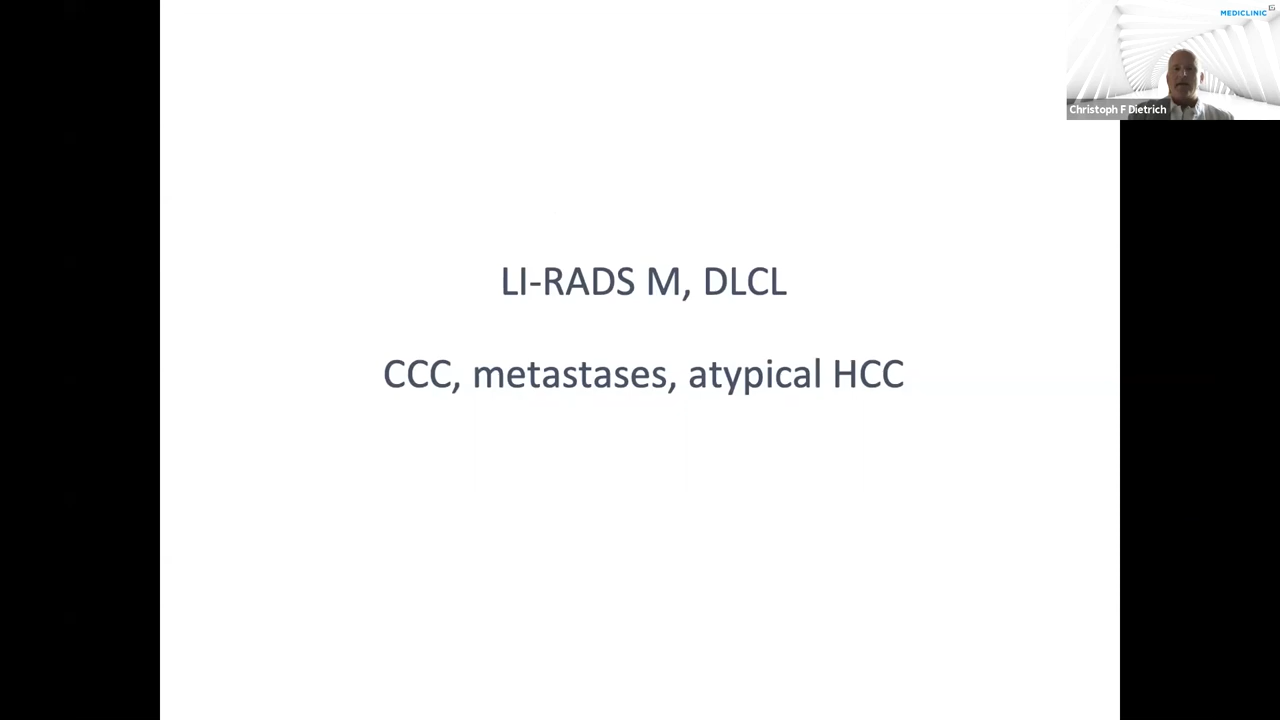 MEDICLINIC
Christoph F Dietrich
LI-RADS M, DLCL
CCC, metastases, atypical HCC